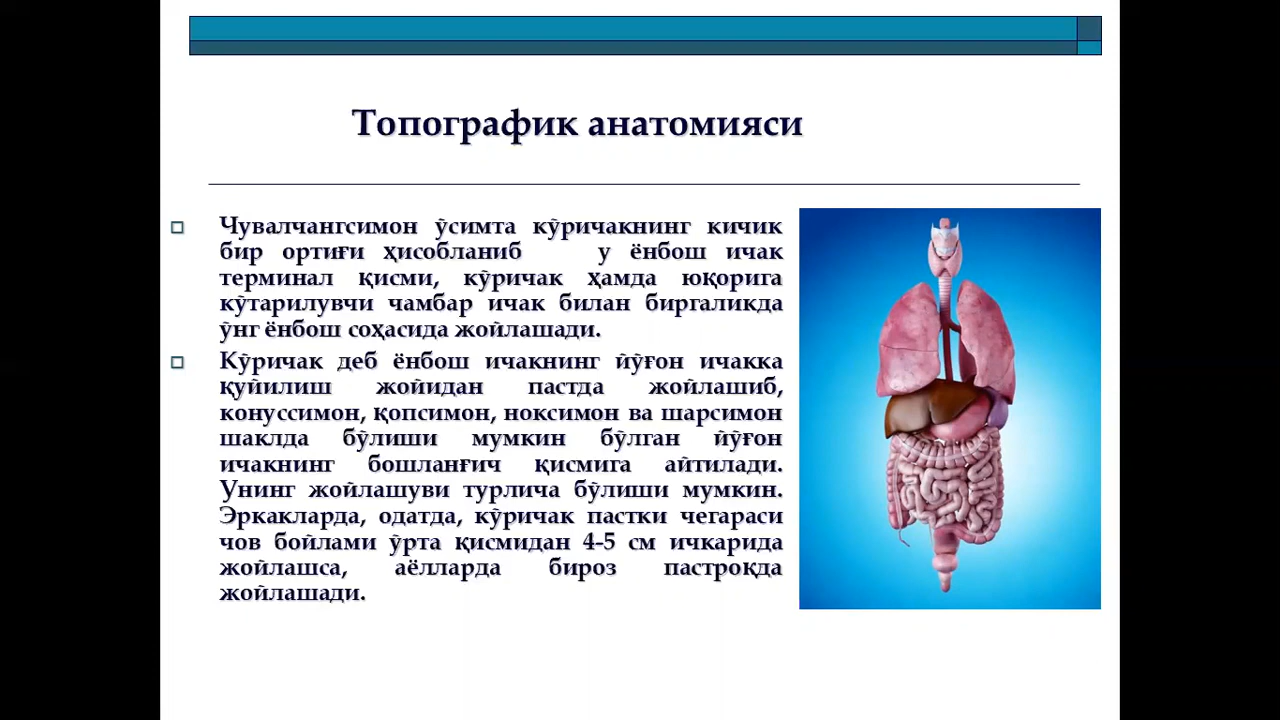 Топографик анатомияси
Чувалчангсимон ўсимта кўричакнинг кичик
бир ортиғи ҳисобланиб у ёнбош ичак
терминал қисми, кўричак ҳамда юқорига
кўтарилувчи чамбар ичак билан биргаликда
ўнг ёнбош соҳасида жойлашади.
Кўричак деб ёнбош ичакнинг йўғон ичакка
қуйилиш жойидан пастда жойлашиб,
конуссимон, қопсимон, ноксимон ва шарсимон
шаклда бўлиши мумкин бўлган йўғон
ичакнинг бошланғич қисмига айтилади.
Унинг жойлашуви турлича бўлиши мумкин.
Эркакларда, одатда, кўричак пастки чегараси
чов бойлами ўрта қисмидан 4-5 см ичкарида
жойлашса, аёлларда бироз пастроқда
жойлашади.